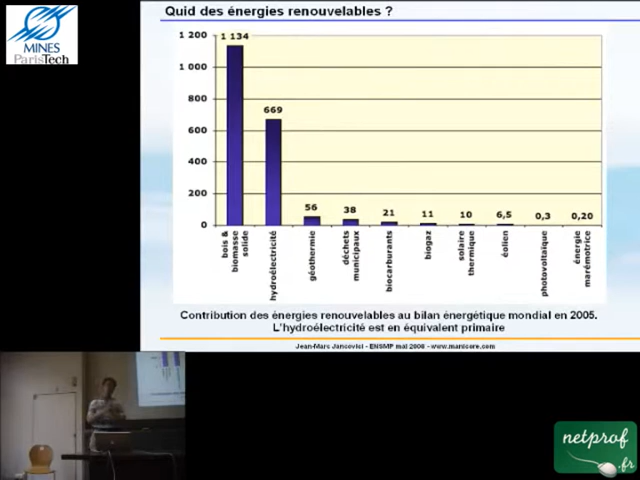 MINES
ParisTech
Quid des énergies renouvelables ?
1 200
1 000
800
600
400
200
0
1 134
669
56
38
21
11
10
6,5
0,3
0,20
bois &
biomasse
solide
hydroélectricité
géothermie
déchets
municipaux
biocarburants
biogaz
solaire
thermique
éolien
photovoltaïque
énergie
marémotrice
Contribution des énergies renouvelables au bilan énergétique mondial en 2005.
L'hydroélectricité est en équivalent primaire
Jean-Marc Jancovici - ENSMP mai 2008 - www.manicore.com
netprof
.fr